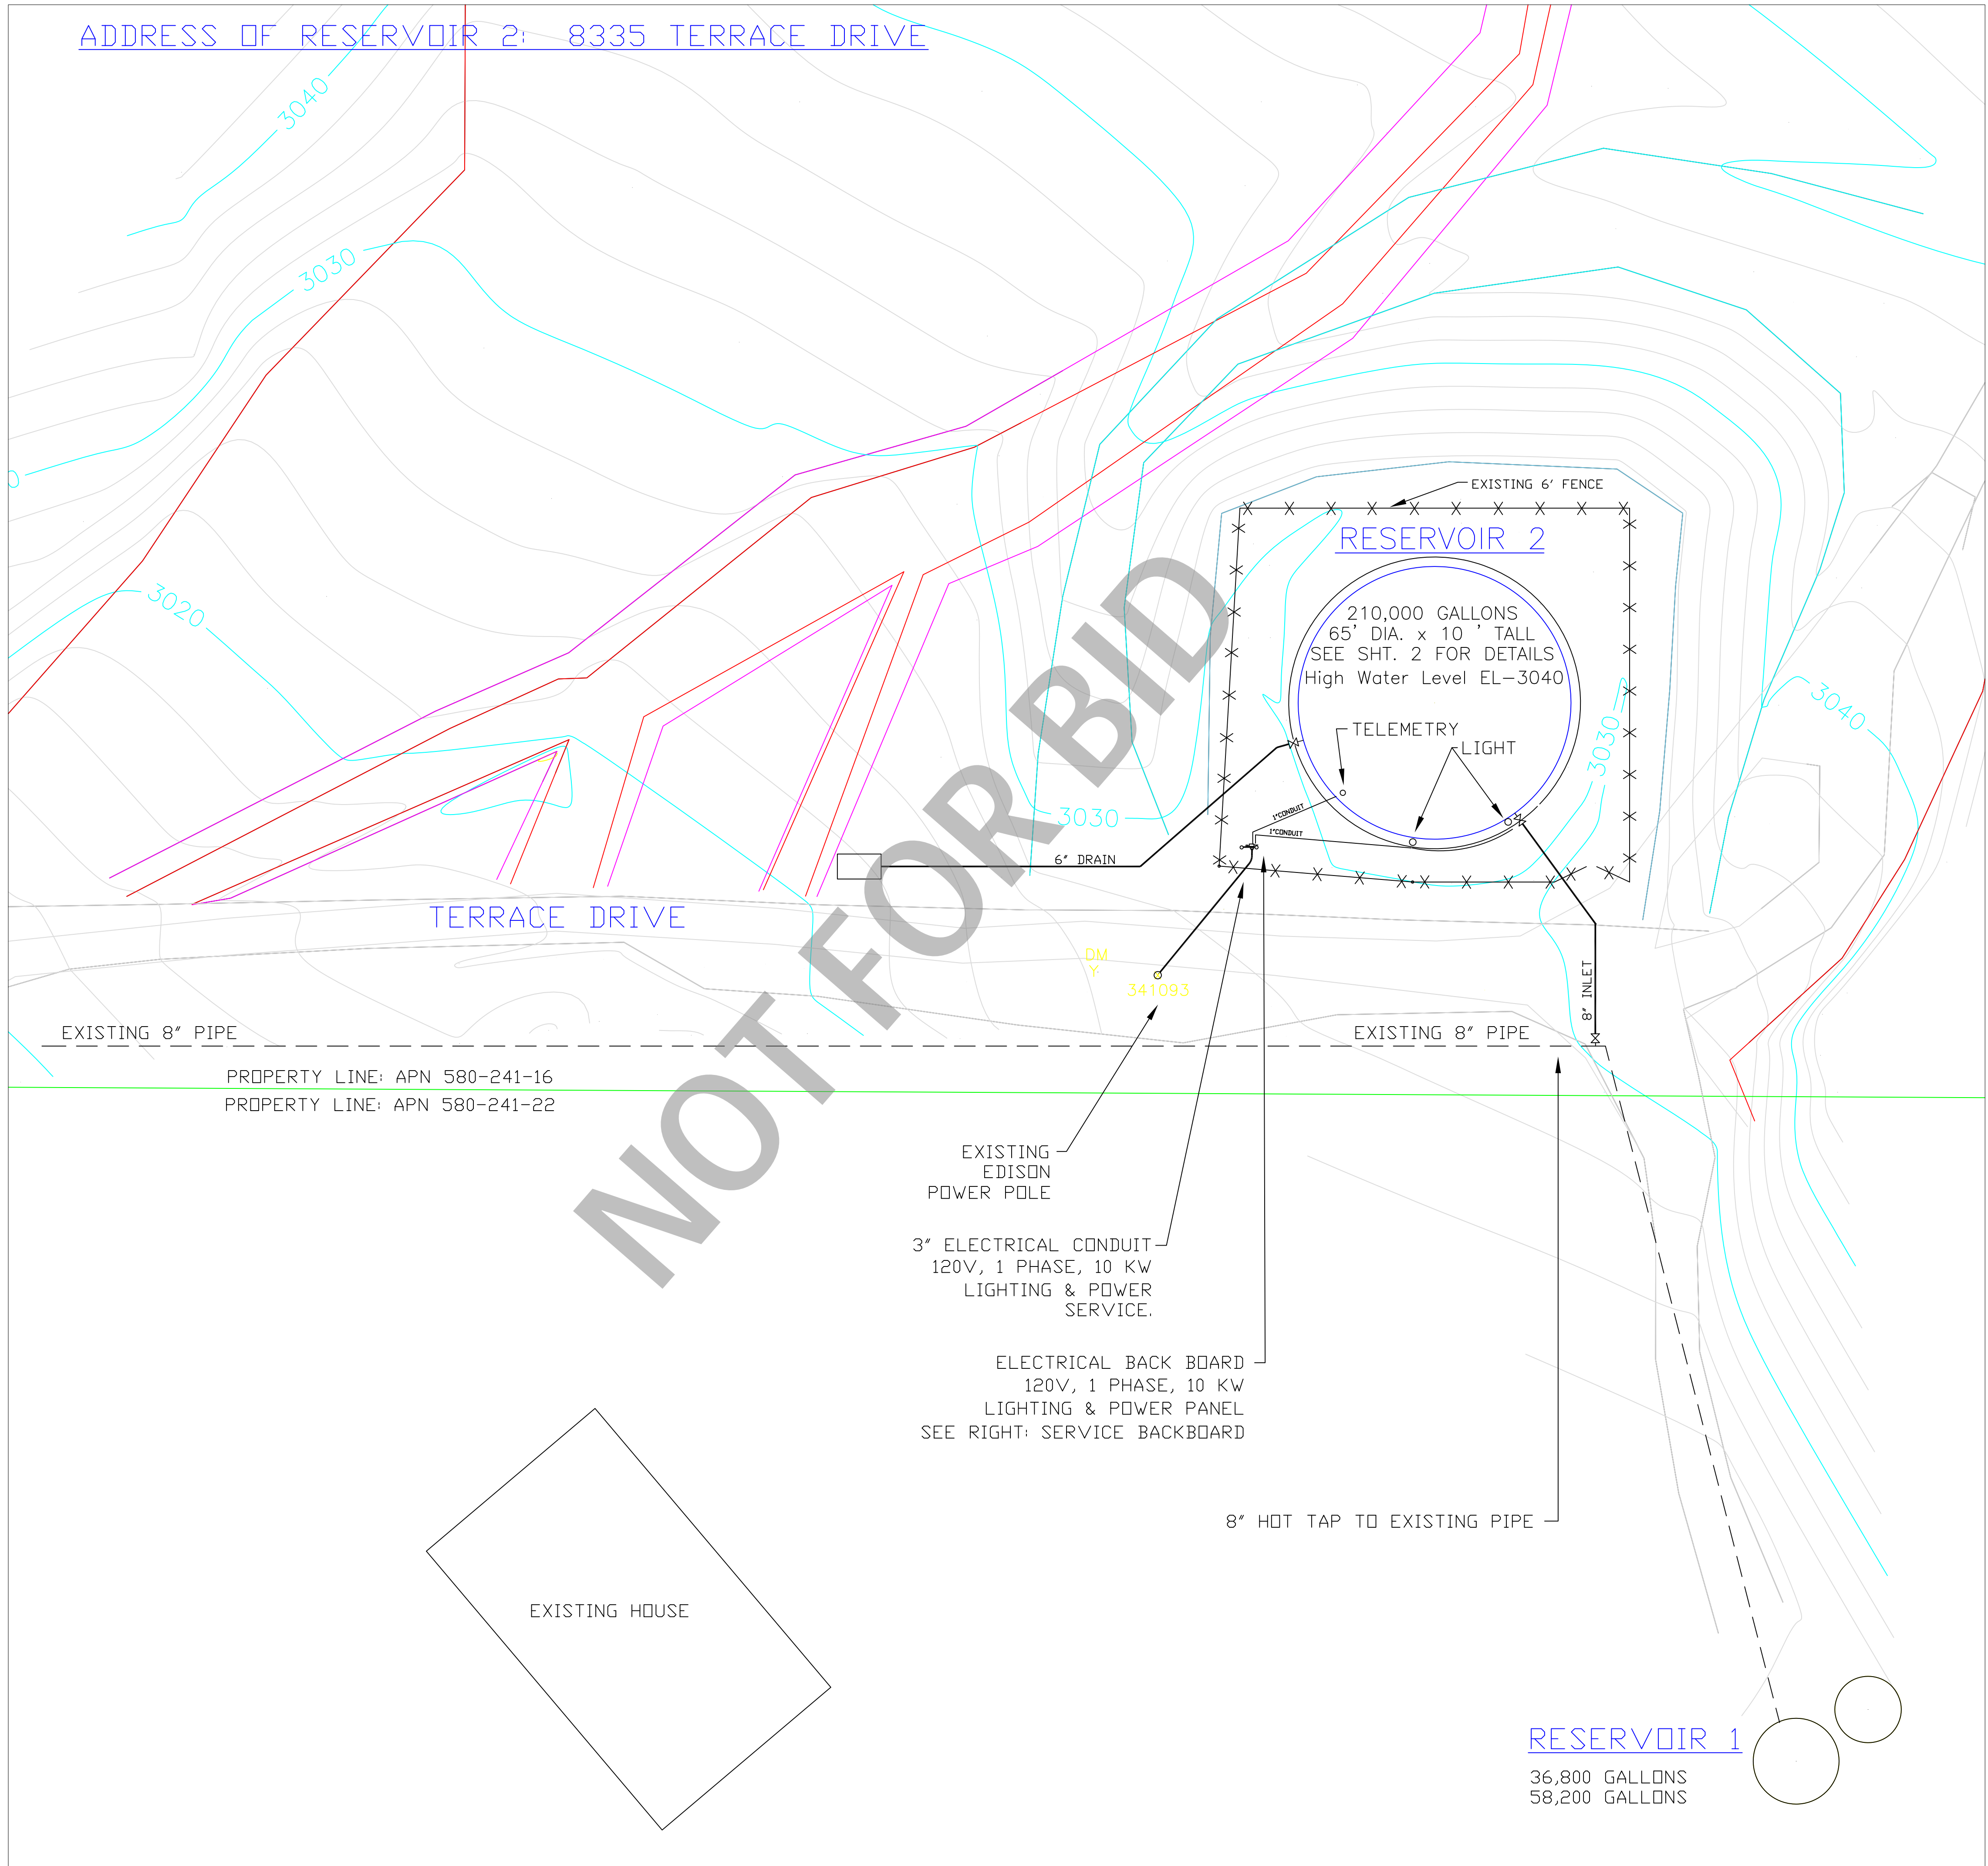 ADDRESS OF RESERVOIR 2: 8335 TERRACE DRIVE
3040
3030
3020
EXISTING 6' FENCE
RESERVOIR 2
210,000 GALLONS
65' DIA. x 10 ' TALL
SEE SHT. 2 FOR DETAILS
High Water Level EL-3040
TELEMETRY
LIGHT
3030
3040
1"CONDUIT
1"CONDUIT
3030
6" DRAIN
TERRACE DRIVE
NOT FOR BID
DM
Y
341093
8" INLET
EXISTING 8" PIPE
EXISTING 8" PIPE
PROPERTY LINE: APN 580-241-16
PROPERTY LINE: APN 580-241-22
EXISTING
EDISON
POWER POLE
3" ELECTRICAL CONDUIT
120V, 1 PHASE, 10 KW
LIGHTING & POWER
SERVICE.
ELECTRICAL BACK BOARD
120V, 1 PHASE, 10 KW
LIGHTING & POWER PANEL
SEE RIGHT: SERVICE BACKBOARD
8" HOT TAP TO EXISTING PIPE
EXISTING HOUSE
RESERVOIR 1
36,800 GALLONS
58,200 GALLONS